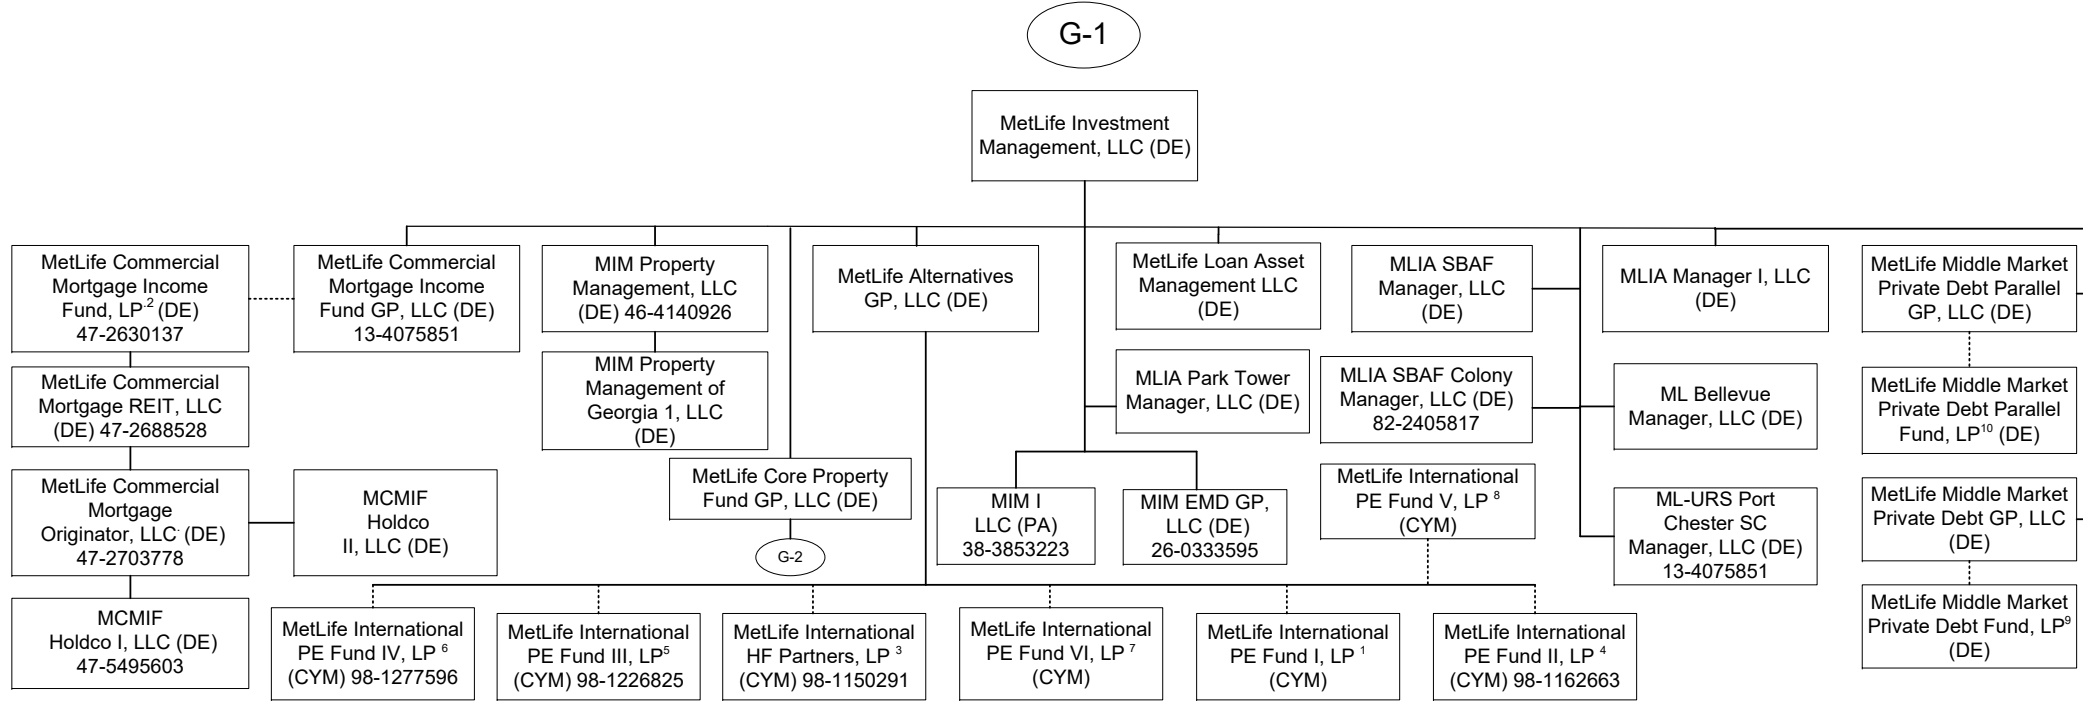 G-1
MetLife Investment
Management, LLC (DE)
MetLife Commercial
Mortgage Income
Fund, LP.2 (DE)
47-2630137
MetLife Commercial
Mortgage Income
Fund GP, LLC (DE)
13-4075851
MIM Property
Management, LLC
(DE) 46-4140926
MetLife Alternatives
GP, LLC (DE)
MetLife Loan Asset
Management LLC
(DE)
MLIA SBAF
Manager, LLC
(DE)
MLIA Manager I, LLC
(DE)
MetLife Middle Market
Private Debt Parallel
GP, LLC (DE)
MetLife Commercial
Mortgage REIT, LLC
(DE) 47-2688528
MIM Property
Management of
Georgia 1, LLC
(DE)
MLIA Park Tower
Manager, LLC (DE)
MLIA SBAF Colony
Manager, LLC (DE)
82-2405817
ML Bellevue
Manager, LLC (DE)
MetLife Middle Market
Private Debt Parallel
Fund, LP10 (DE)
MetLife Commercial
Mortgage
Originator, LLC. (DE)
47-2703778
MCMIF
Holdco
II, LLC (DE)
MetLife Core Property
Fund GP, LLC (DE)
G-2
MIM I
LLC (PA)
38-3853223
MIM EMD GP,
LLC (DE)
26-0333595
MetLife International
PE Fund V, LP 8
(CYM)
ML-URS Port
Chester SC
Manager, LLC (DE)
13-4075851
MetLife Middle Market
Private Debt GP, LLC
(DE)
MCMIF
Holdco I, LLC (DE)
47-5495603
MetLife International
PE Fund IV, LP 6
(CYM) 98-1277596
MetLife International
PE Fund III, LP5
(CYM) 98-1226825
MetLife International
HF Partners, LP 3
(CYM) 98-1150291
MetLife International
PE Fund VI, LP 7
(CYM)
MetLife International
PE Fund I, LP 1
(CYM)
MetLife International
PE Fund II, LP 4
(CYM) 98-1162663
MetLife Middle Market
Private Debt Fund, LP9
(DE)